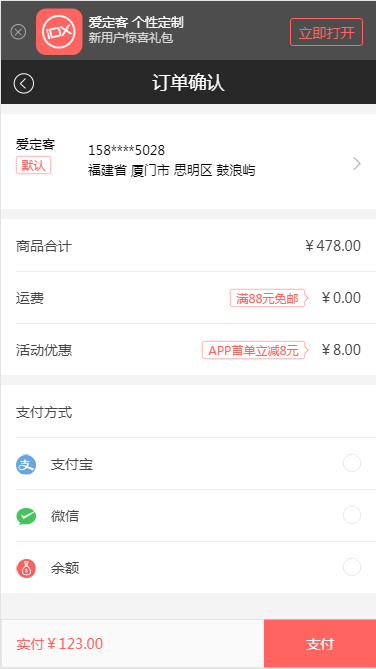 IDX
爱定客 个性定制
新用户惊喜礼包
立即打开
订单确认
爱定客
默认
158****5028
福建省 厦门市 思明区 鼓浪屿
商品合计 ￥478.00
运费 满88元免邮 ￥0.00
活动优惠 APP首单立减8元 ￥8.00
支付方式
支付宝
微信
余额
实付￥123.00 支付